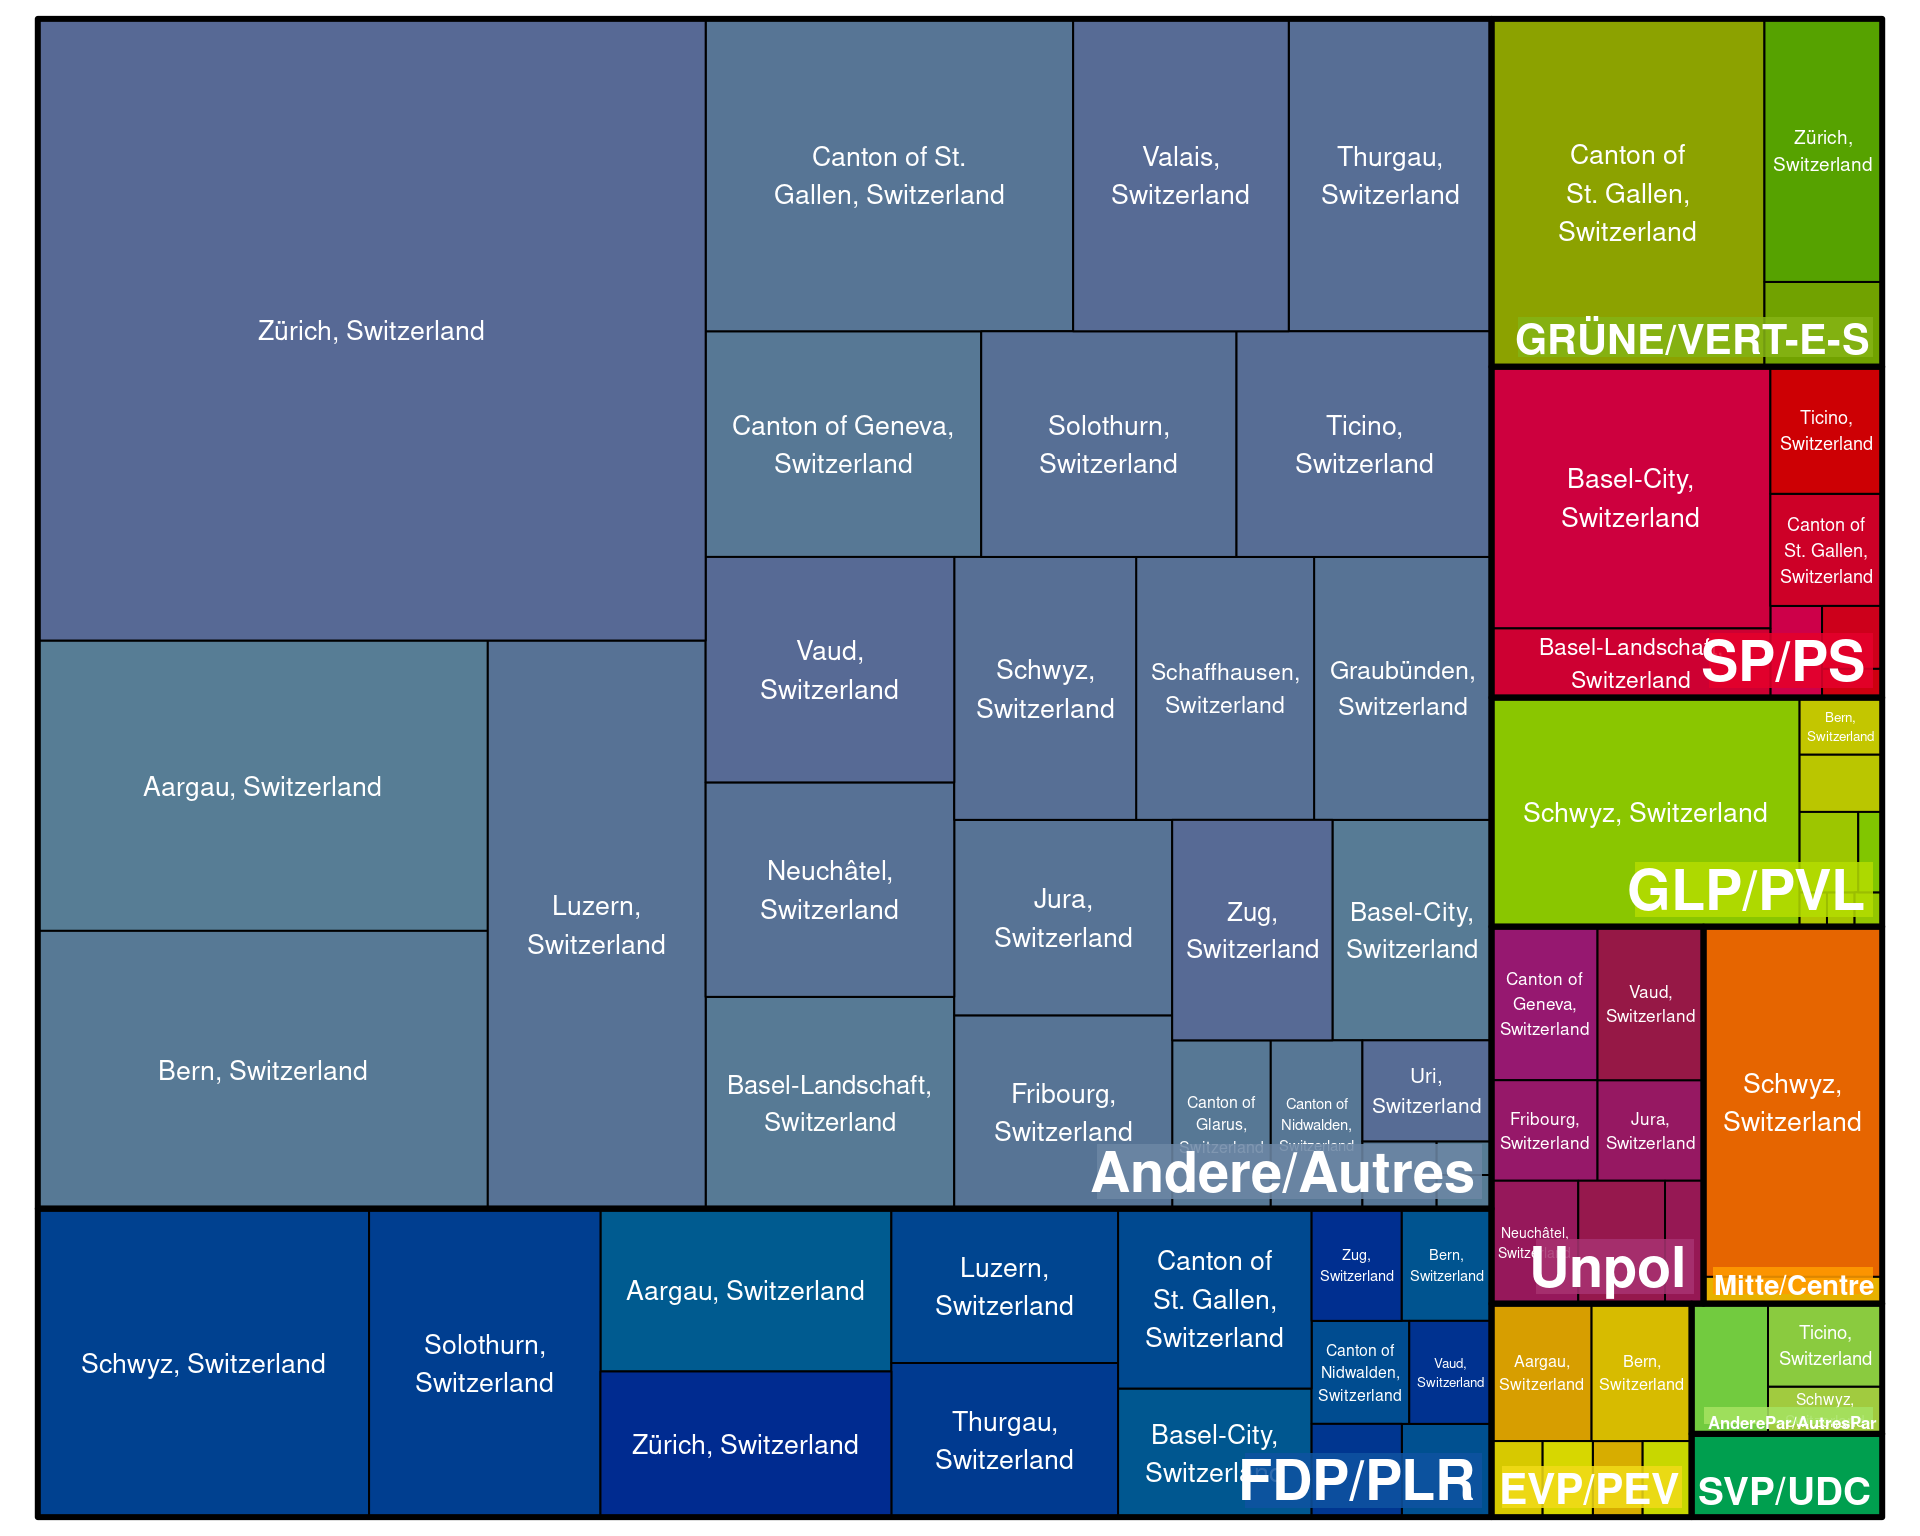 Zürich, Switzerland
Canton of St.
Gallen, Switzerland
Valais,
Switzerland
Thurgau,
Switzerland
Canton of Geneva,
Switzerland
Solothurn,
Switzerland
Ticino,
Switzerland
Vaud,
Switzerland
Schwyz,
Switzerland
Schaffhausen,
Switzerland
Graubünden,
Switzerland
Aargau, Switzerland
Luzern,
Switzerland
Neuchâtel,
Switzerland
Jura,
Switzerland
Zug,
Switzerland
Basel-City,
Switzerland
Bern, Switzerland
Basel-Landschaft,
Switzerland
Fribourg,
Switzerland
Canton of
Glarus,
Switzerland
Canton of
Nidwalden,
Switzerland
Uri,
Switzerland
Andere/Autres
Schwyz, Switzerland
Solothurn,
Switzerland
Aargau, Switzerland
Zürich, Switzerland
Luzern,
Switzerland
Thurgau,
Switzerland
Canton of
St. Gallen,
Switzerland
Basel-City,
Switzerland
Zug,
Switzerland
Bern,
Switzerland
Canton of
Nidwalden,
Switzerland
Vaud,
Switzerland
FDP/PLR
Canton of
St. Gallen,
Switzerland
Zürich,
Switzerland
GRÜNE/VERT-E-S
Basel-City,
Switzerland
Ticino,
Switzerland
Canton of
St. Gallen,
Switzerland
Basel-Landschaft,
Switzerland
SP/PS
Schwyz, Switzerland
Bern,
Switzerland
GLP/PVL
Canton of
Geneva,
Switzerland
Vaud,
Switzerland
Fribourg,
Switzerland
Jura,
Switzerland
Neuchâtel,
Switzerland
Unpol
Schwyz,
Switzerland
Mitte/Centre
Aargau,
Switzerland
Bern,
Switzerland
EVP/PEV
Ticino,
Switzerland
Schwyz,
AnderePar/AutresPar
SVP/UDC